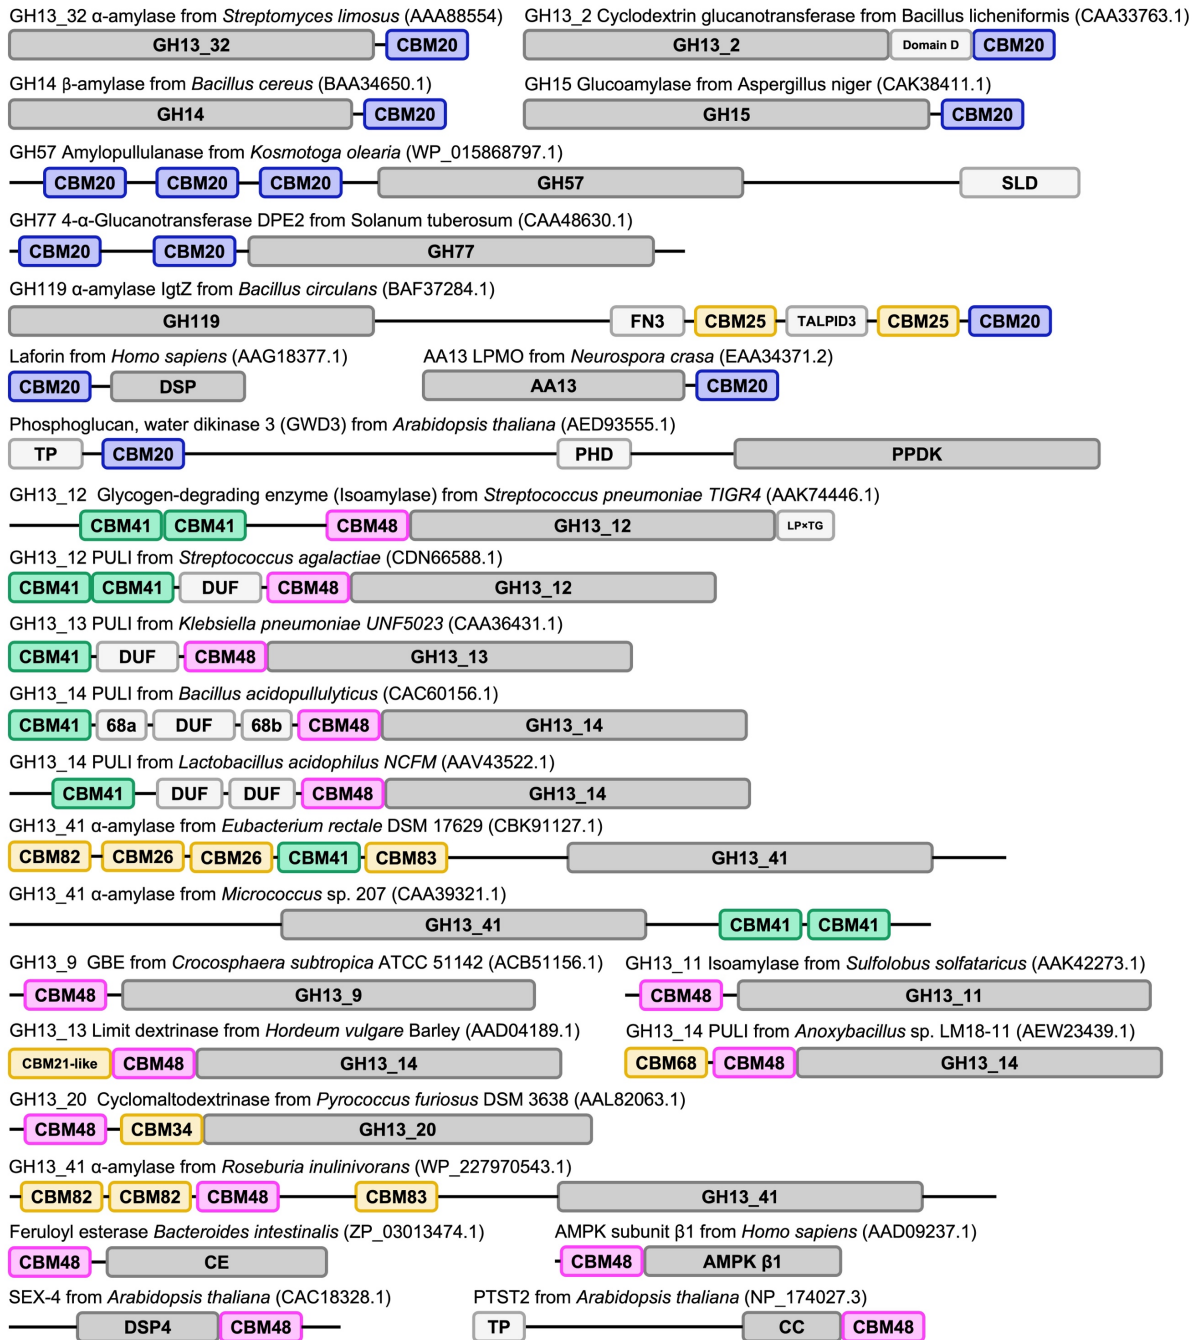 GH13_32 α-amylase from Streptomyces limosus (AAA88554)
GH13_32 CBM20
GH13_2 Cyclodextrin glucanotransferase from Bacillus licheniformis (CAA33763.1)
GH13_2 Domain D CBM20
GH14 β-amylase from Bacillus cereus (BAA34650.1)
GH14 CBM20
GH15 Glucoamylase from Aspergillus niger (CAK38411.1)
GH15 CBM20
GH57 Amylopullulanase from Kosmotoga olearia (WP_015868797.1)
CBM20 CBM20 CBM20 GH57 SLD
GH77 4-α-Glucanotransferase DPE2 from Solanum tuberosum (CAA48630.1)
CBM20 CBM20 GH77
GH119 α-amylase IgtZ from Bacillus circulans (BAF37284.1)
GH119 FN3 CBM25 TALPID3 CBM25 CBM20
Laforin from Homo sapiens (AAG18377.1)
CBM20 DSP
AA13 LPMO from Neurospora crasa (EAA34371.2)
AA13 CBM20
Phosphoglucan, water dikinase 3 (GWD3) from Arabidopsis thaliana (AED93555.1)
TP CBM20 PHD PPDK
GH13_12 Glycogen-degrading enzyme (Isoamylase) from Streptococcus pneumoniae TIGR4 (AAK74446.1)
CBM41 CBM41 CBM48 GH13_12 LP×TG
GH13_12 PULI from Streptococcus agalactiae (CDN66588.1)
CBM41 CBM41 DUF CBM48 GH13_12
GH13_13 PULI from Klebsiella pneumoniae UNF5023 (CAA36431.1)
CBM41 DUF CBM48 GH13_13
GH13_14 PULI from Bacillus acidopullulyticus (CAC60156.1)
CBM41 68a DUF 68b CBM48 GH13_14
GH13_14 PULI from Lactobacillus acidophilus NCFM (AAV43522.1)
CBM41 DUF DUF CBM48 GH13_14
GH13_41 α-amylase from Eubacterium rectale DSM 17629 (CBK91127.1)
CBM82 CBM26 CBM26 CBM41 CBM83 GH13_41
GH13_41 α-amylase from Micrococcus sp. 207 (CAA39321.1)
GH13_41 CBM41 CBM41
GH13_9 GBE from Crocosphaera subtropica ATCC 51142 (ACB51156.1)
CBM48 GH13_9
GH13_11 Isoamylase from Sulfolobus solfataricus (AAK42273.1)
CBM48 GH13_11
GH13_13 Limit dextrinase from Hordeum vulgare Barley (AAD04189.1)
CBM21-like CBM48 GH13_14
GH13_14 PULI from Anoxybacillus sp. LM18-11 (AEW23439.1)
CBM68 CBM48 GH13_14
GH13_20 Cyclomaltodextrinase from Pyrococcus furiosus DSM 3638 (AAL82063.1)
CBM48 CBM34 GH13_20
GH13_41 α-amylase from Roseburia inulinivorans (WP_227970543.1)
CBM82 CBM82 CBM48 CBM83 GH13_41
Feruloyl esterase Bacteroides intestinalis (ZP_03013474.1)
CBM48 CE
AMPK subunit β1 from Homo sapiens (AAD09237.1)
CBM48 AMPK β1
SEX-4 from Arabidopsis thaliana (CAC18328.1)
DSP4 CBM48
PTST2 from Arabidopsis thaliana (NP_174027.3)
TP CC CBM48